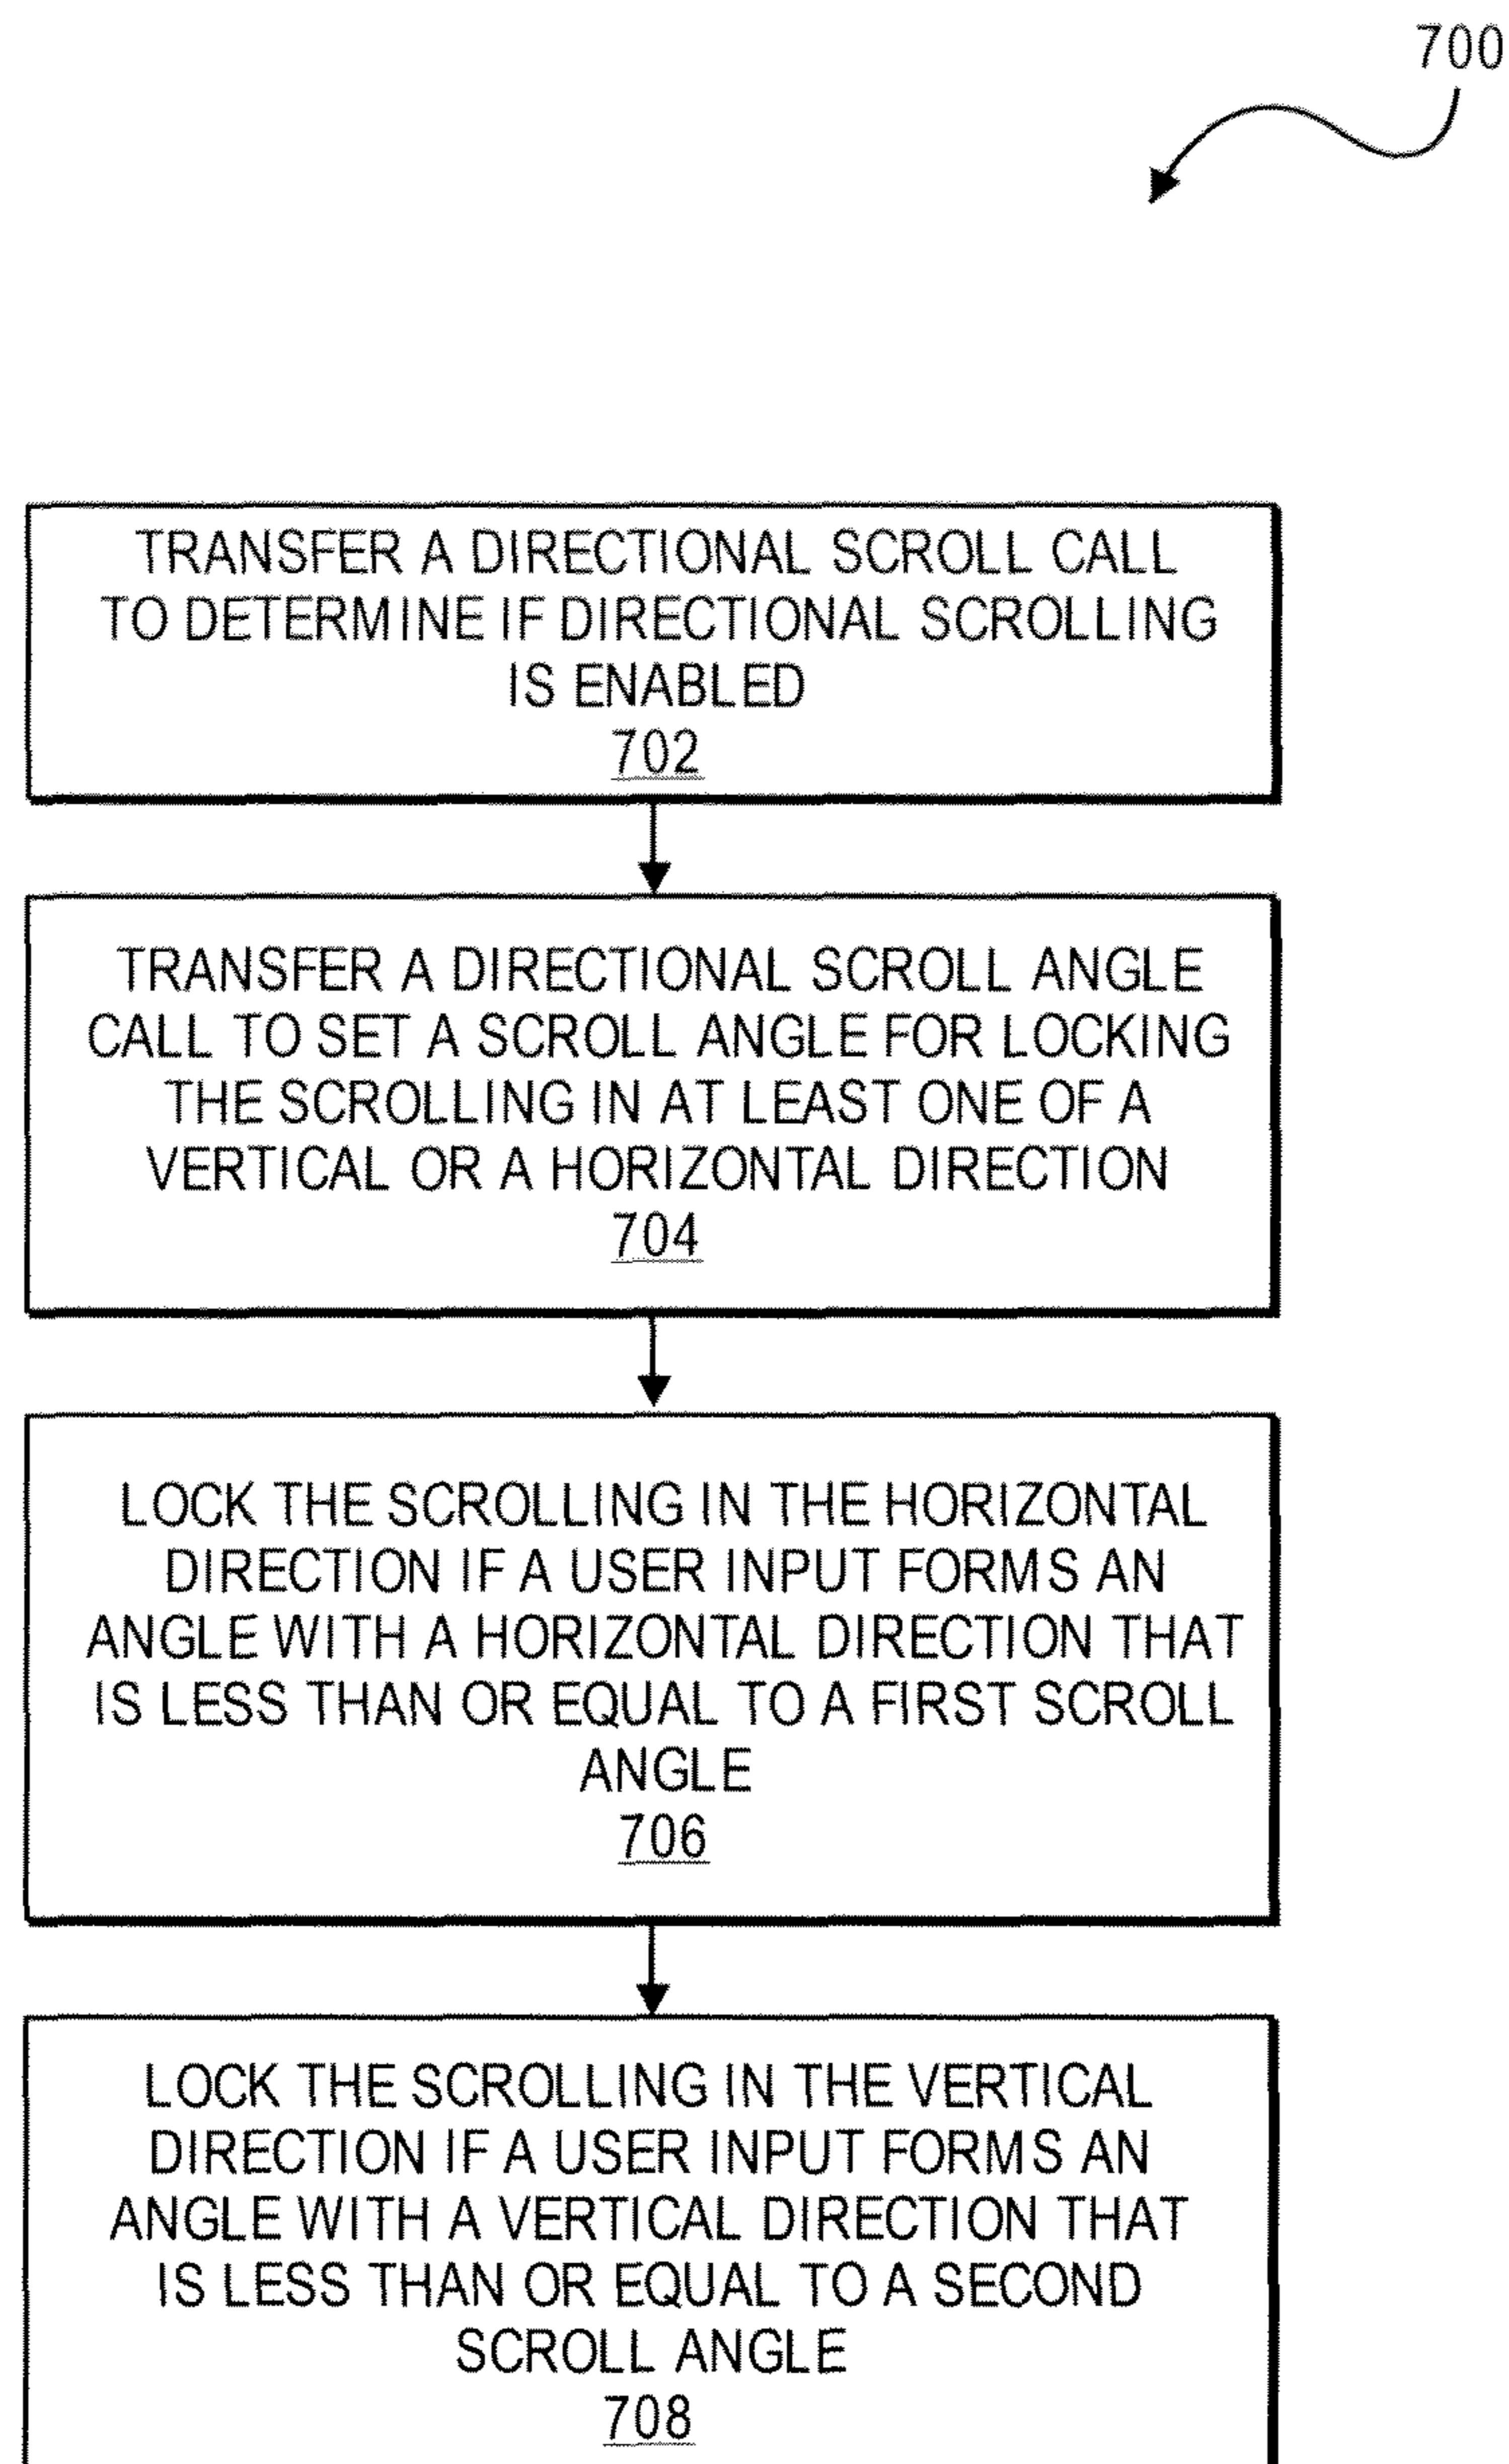 700
TRANSFER A DIRECTIONAL SCROLL CALL
TO DETERMINE IF DIRECTIONAL SCROLLING
IS ENABLED
702
TRANSFER A DIRECTIONAL SCROLL ANGLE
CALL TO SET A SCROLL ANGLE FOR LOCKING
THE SCROLLING IN AT LEAST ONE OF A
VERTICAL OR A HORIZONTAL DIRECTION
704
LOCK THE SCROLLING IN THE HORIZONTAL
DIRECTION IF A USER INPUT FORMS AN
ANGLE WITH A HORIZONTAL DIRECTION THAT
IS LESS THAN OR EQUAL TO A FIRST SCROLL
ANGLE
706
LOCK THE SCROLLING IN THE VERTICAL
DIRECTION IF A USER INPUT FORMS AN
ANGLE WITH A VERTICAL DIRECTION THAT
IS LESS THAN OR EQUAL TO A SECOND
SCROLL ANGLE
708